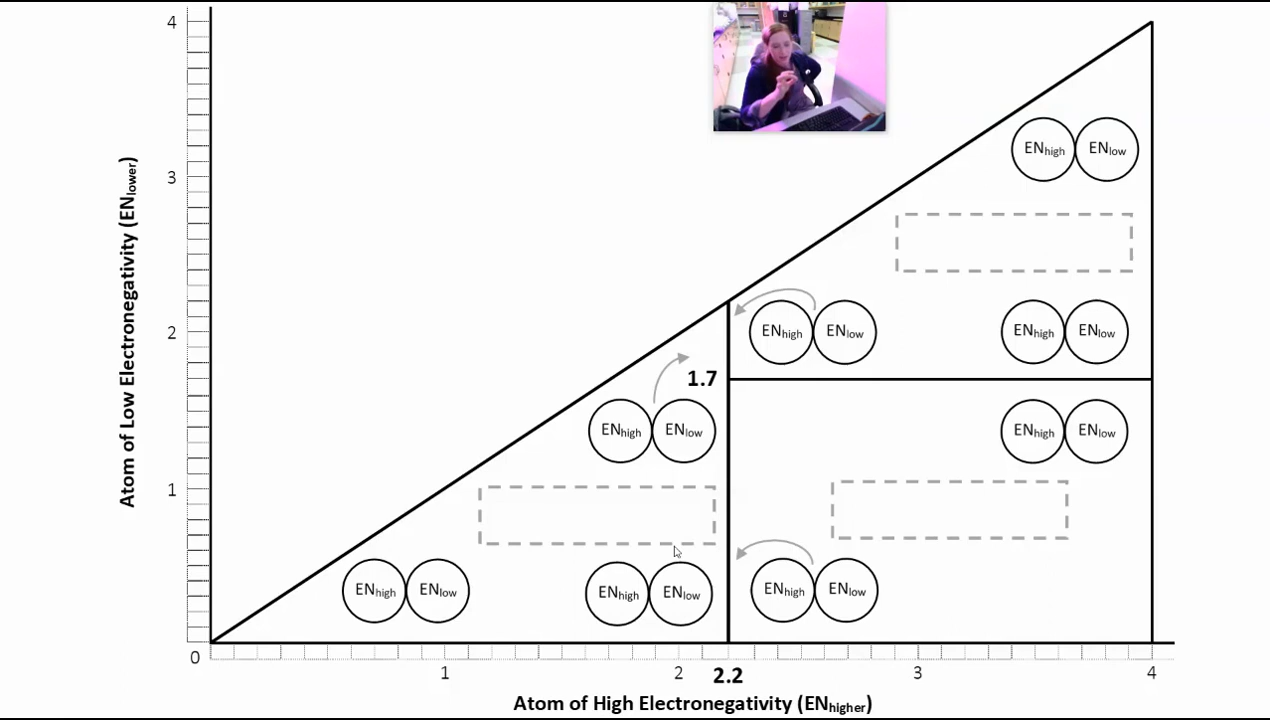 4
ENhigh ENlow
3
ENhigh ENlow
ENhigh ENlow
2
1.7
ENhigh ENlow
ENhigh ENlow
1
ENhigh ENlow
ENhigh ENlow
ENhigh ENlow
0
1
2
2.2
3
4
Atom of Low Electronegativity (ENlower)
Atom of High Electronegativity (ENhigher)